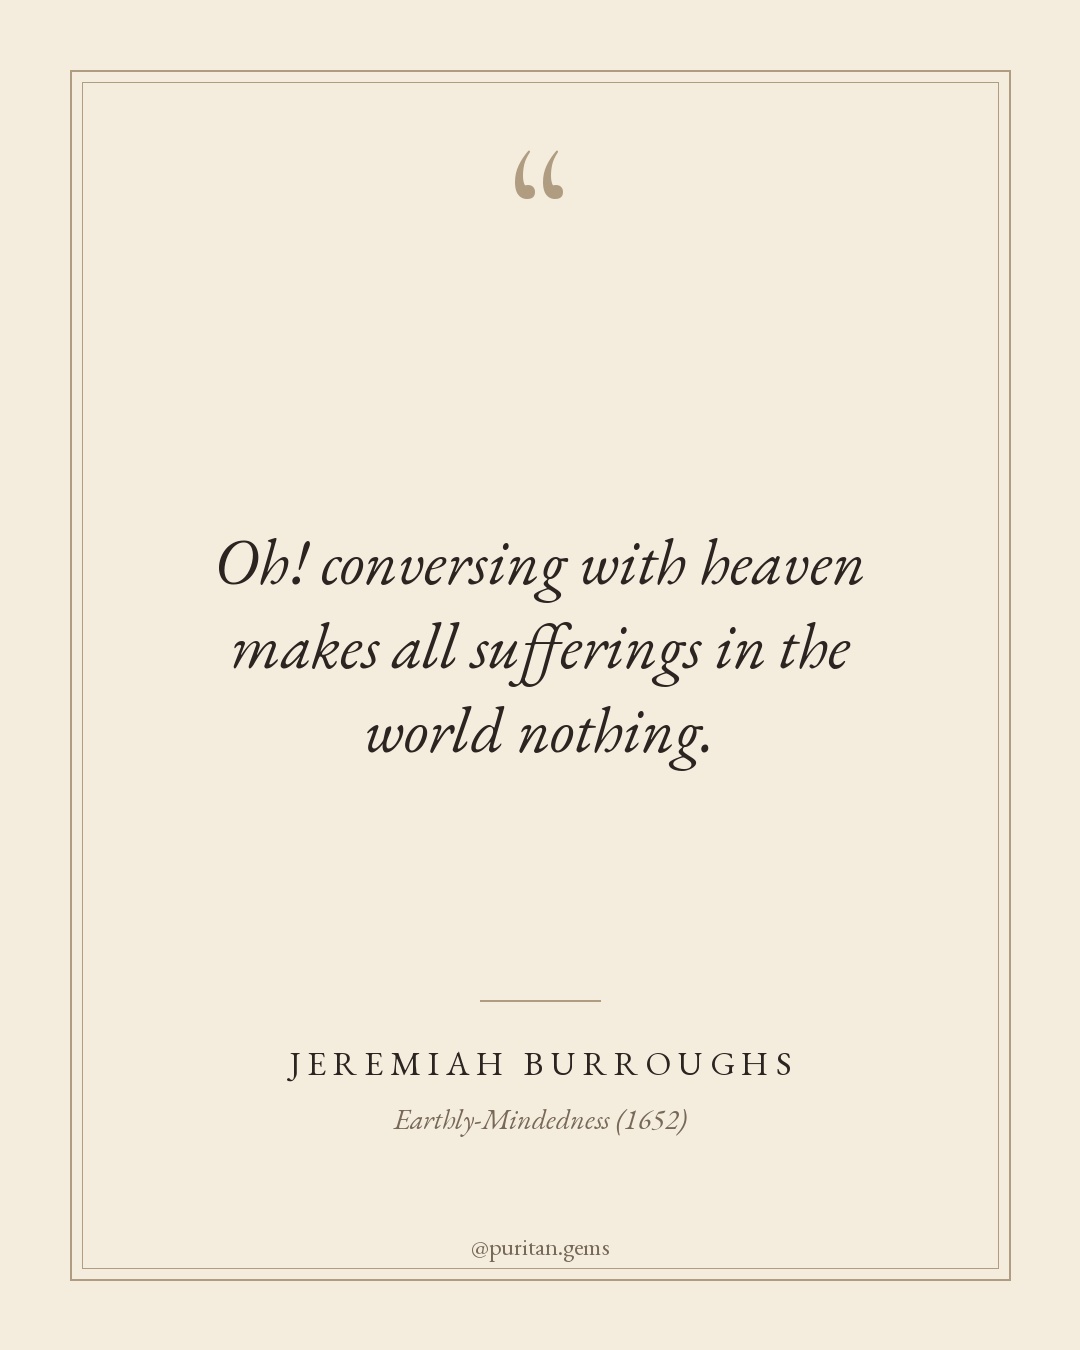 “
Oh! conversing with heaven
makes all sufferings in the
world nothing.
JEREMIAH BURROUGHS
Earthly-Mindedness (1652)
@puritan.gems